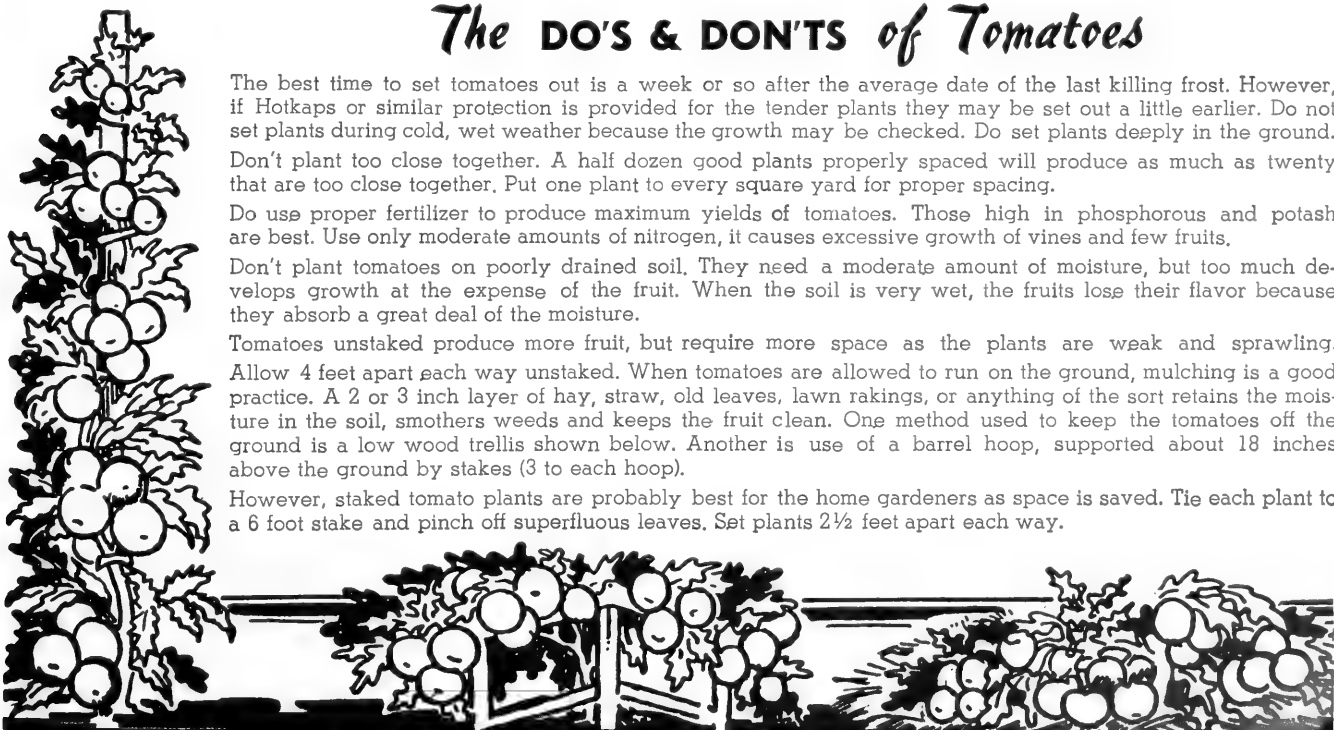 The DO'S & DON'TS of Tomatoes
The best time to set tomatoes out is a week or so after the average date of the last killing frost. However,
if Hotkaps or similar protection is provided for the tender plants they may be set out a little earlier. Do not
set plants during cold, wet weather because the growth may be checked. Do set plants deeply in the ground.
Don't plant too close together. A half dozen good plants properly spaced will produce as much as twenty
that are too close together. Put one plant to every square yard for proper spacing.
Do use proper fertilizer to produce maximum yields of tomatoes. Those high in phosphorous and potash
are best. Use only moderate amounts of nitrogen, it causes excessive growth of vines and few fruits.
Don't plant tomatoes on poorly drained soil. They need a moderate amount of moisture, but too much de-
velops growth at the expense of the fruit. When the soil is very wet, the fruits lose their flavor because
they absorb a great deal of the moisture.
Tomatoes unstaked produce more fruit, but require more space as the plants are weak and sprawling.
Allow 4 feet apart each way unstaked. When tomatoes are allowed to run on the ground, mulching is a good
practice. A 2 or 3 inch layer of hay, straw, old leaves, lawn rakings, or anything of the sort retains the mois-
ture in the soil, smothers weeds and keeps the fruit clean. One method used to keep the tomatoes off the
ground is a low wood trellis shown below. Another is use of a barrel hoop, supported about 18 inches
above the ground by stakes (3 to each hoop).
However, staked tomato plants are probably best for the home gardeners as space is saved. Tie each plant to
a 6 foot stake and pinch off superfluous leaves. Set plants 2½ feet apart each way.